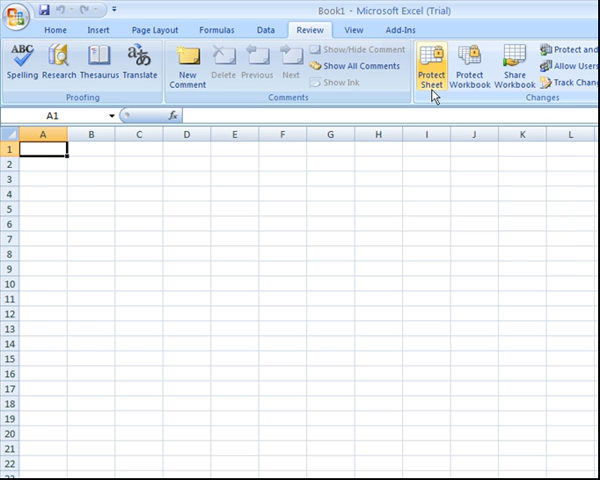 Book1 - Microsoft Excel (Trial)
Home Insert Page Layout Formulas Data Review View Add-Ins
ABC
Spelling Research Thesaurus Translate
New Comment Delete Previous Next
Show/Hide Comment
Show All Comments
Show Ink
Protect Sheet Protect Workbook Share Workbook
Protect and
Allow Users
Track Chang
Proofing Comments Changes
A1 fx
A B C D E F G H I J K L
1
2
3
4
5
6
7
8
9
10
11
12
13
14
15
16
17
18
19
20
21
22
23